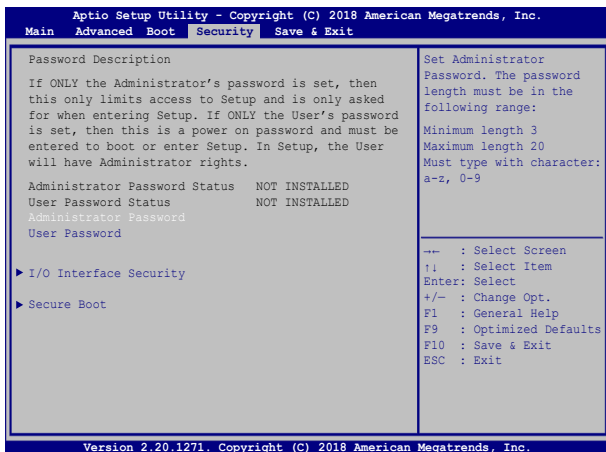 Aptio Setup Utility - Copyright (C) 2018 American Megatrends, Inc.
Main Advanced Boot Security Save & Exit
Password Description
If ONLY the Administrator's password is set, then
this only limits access to Setup and is only asked
for when entering Setup. If ONLY the User's password
is set, then this is a power on password and must be
entered to boot or enter Setup. In Setup, the User
will have Administrator rights.
Administrator Password Status NOT INSTALLED
User Password Status NOT INSTALLED
Administrator Password
User Password
▶ I/O Interface Security
▶ Secure Boot
Set Administrator
Password. The password
length must be in the
following range:
Minimum length 3
Maximum length 20
Must type with character:
a-z, 0-9
→← : Select Screen
↑↓ : Select Item
Enter: Select
+/— : Change Opt.
F1 : General Help
F9 : Optimized Defaults
F10 : Save & Exit
ESC : Exit
Version 2.20.1271. Copyright (C) 2018 American Megatrends, Inc.